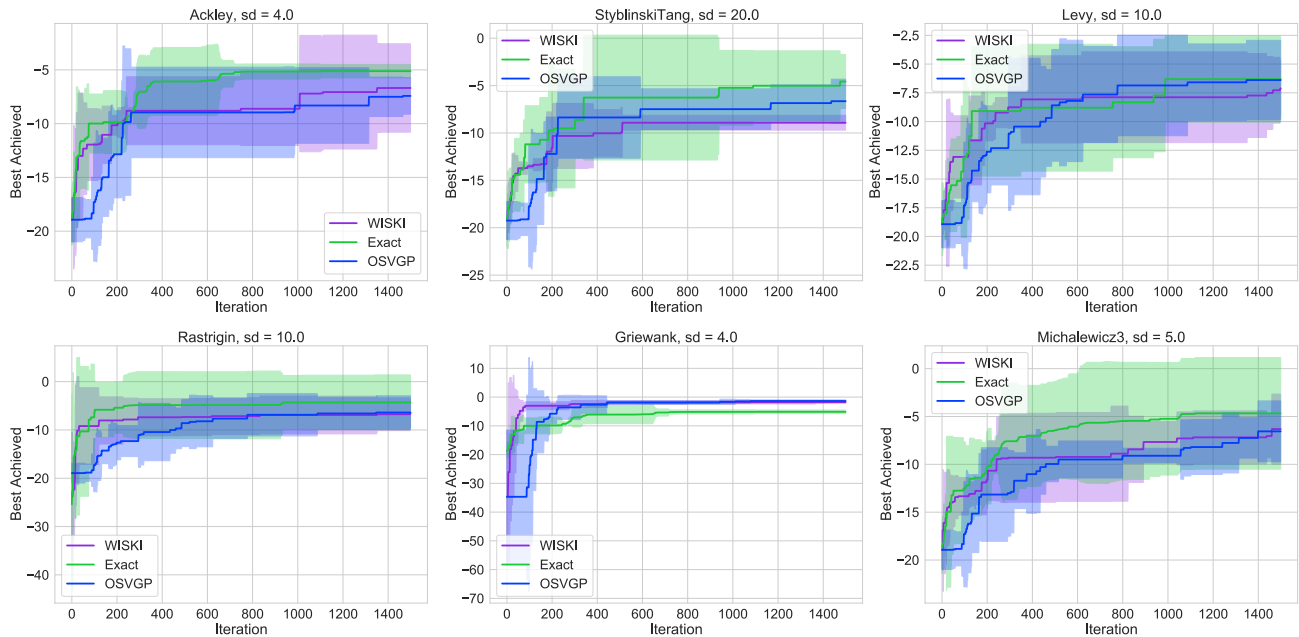 Ackley, sd = 4.0
Best Achieved
−5
−10
−15
−20
WISKI
Exact
OSVGP
0 200 400 600 800 1000 1200 1400
Iteration
StyblinskiTang, sd = 20.0
Best Achieved
0
−5
−10
−15
−20
−25
WISKI
Exact
OSVGP
0 200 400 600 800 1000 1200 1400
Iteration
Levy, sd = 10.0
Best Achieved
−2.5
−5.0
−7.5
−10.0
−12.5
−15.0
−17.5
−20.0
−22.5
WISKI
Exact
OSVGP
0 200 400 600 800 1000 1200 1400
Iteration
Rastrigin, sd = 10.0
Best Achieved
0
−10
−20
−30
−40
WISKI
Exact
OSVGP
0 200 400 600 800 1000 1200 1400
Iteration
Griewank, sd = 4.0
Best Achieved
10
0
−10
−20
−30
−40
−50
−60
−70
WISKI
Exact
OSVGP
0 200 400 600 800 1000 1200 1400
Iteration
Michalewicz3, sd = 5.0
Best Achieved
0
−5
−10
−15
−20
WISKI
Exact
OSVGP
0 200 400 600 800 1000 1200 1400
Iteration